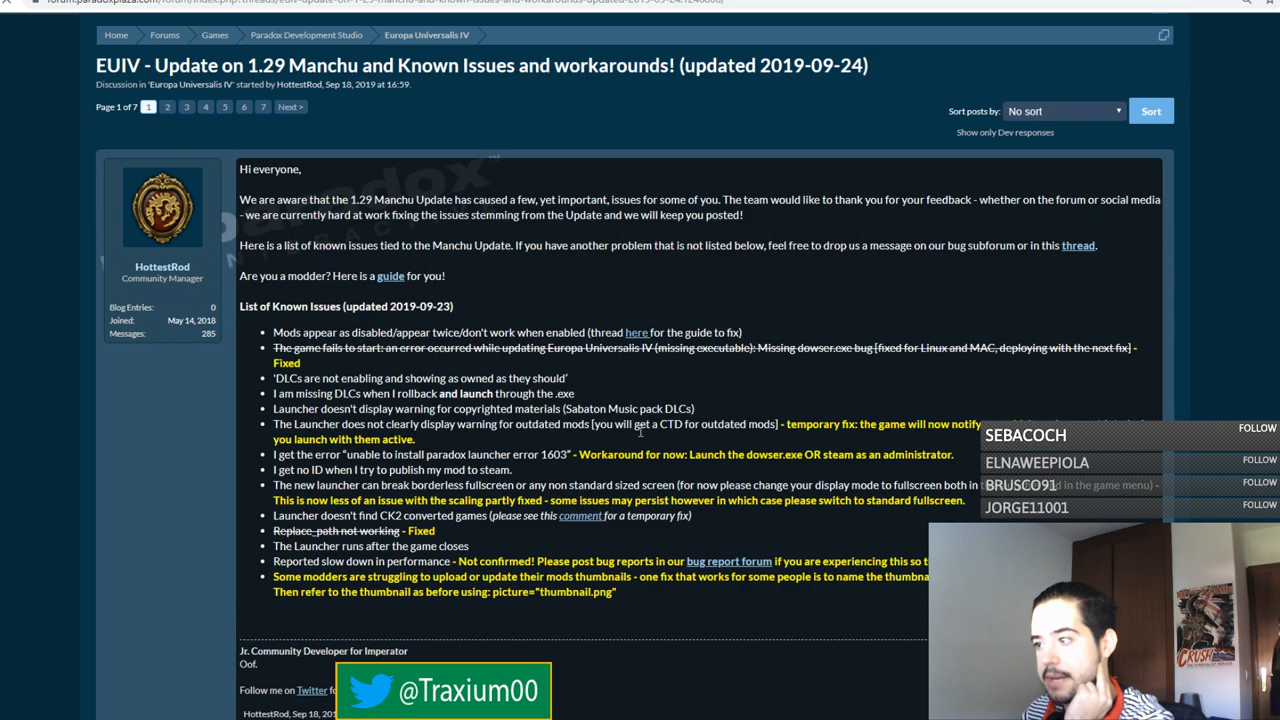 Home Forums Games Paradox Development Studio Europa Universalis IV
EUIV - Update on 1.29 Manchu and Known Issues and workarounds! (updated 2019-09-24)
Discussion in 'Europa Universalis IV' started by HottestRod, Sep 18, 2019 at 16:59.
Page 1 of 7 1 2 3 4 5 6 7 Next >
Sort posts by: No sort Sort
Show only Dev responses
HottestRod
Community Manager
Blog Entries: 0
Joined: May 14, 2018
Messages: 285
Hi everyone,
We are aware that the 1.29 Manchu Update has caused a few, yet important, issues for some of you. The team would like to thank you for your feedback - whether on the forum or social media
- we are currently hard at work fixing the issues stemming from the Update and we will keep you posted!
Here is a list of known issues tied to the Manchu Update. If you have another problem that is not listed below, feel free to drop us a message on our bug subforum or in this thread.
Are you a modder? Here is a guide for you!
List of Known Issues (updated 2019-09-23)
Mods appear as disabled/appear twice/don't work when enabled (thread here for the guide to fix)
The game fails to start: an error occurred while updating Europa Universalis IV (missing executable): Missing dowser.exe bug [fixed for Linux and MAC, deploying with the next fix] -
Fixed
'DLCs are not enabling and showing as owned as they should'
I am missing DLCs when I rollback and launch through the .exe
Launcher doesn't display warning for copyrighted materials (Sabaton Music pack DLCs)
The Launcher does not clearly display warning for outdated mods [you will get a CTD for outdated mods] - temporary fix: the game will now notify
you launch with them active.
I get the error "unable to install paradox launcher error 1603" - Workaround for now: Launch the dowser.exe OR steam as an administrator.
I get no ID when I try to publish my mod to steam.
The new launcher can break borderless fullscreen or any non standard sized screen (for now please change your display mode to fullscreen both in in the game menu) -
This is now less of an issue with the scaling partly fixed - some issues may persist however in which case please switch to standard fullscreen.
Launcher doesn't find CK2 converted games (please see this comment for a temporary fix)
Replace_path not working - Fixed
The Launcher runs after the game closes
Reported slow down in performance - Not confirmed! Please post bug reports in our bug report forum if you are experiencing this so
Some modders are struggling to upload or update their mods thumbnails - one fix that works for some people is to name the
Then refer to the thumbnail as before using: picture="thumbnail.png"
Jr. Community Developer for Imperator
Oof.
Follow me on Twitter
HottestRod, Sep 18,
SEBACOCH FOLLOW
ELNAWEEPIOLA FOLLOW
BRUSCO91 FOLLOW
JORGE11001 FOLLOW
@Traxium00